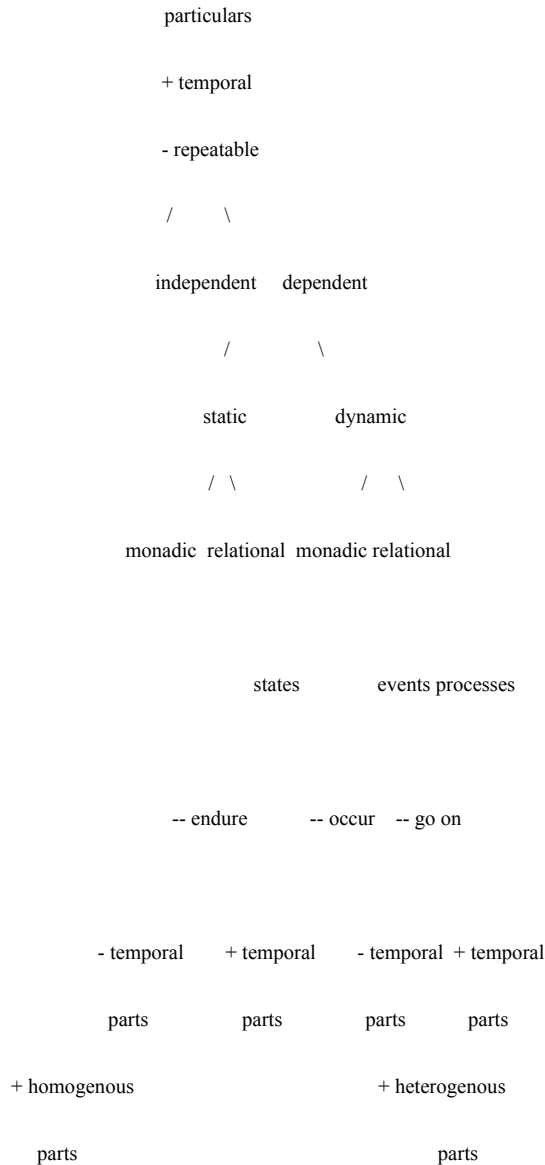 particulars
+ temporal
- repeatable
/ \
independent dependent
/ \
static dynamic
/ \ / \
monadic relational monadic relational
states events processes
-- endure -- occur -- go on
- temporal + temporal - temporal + temporal
parts parts parts parts
+ homogenous + heterogenous
parts parts